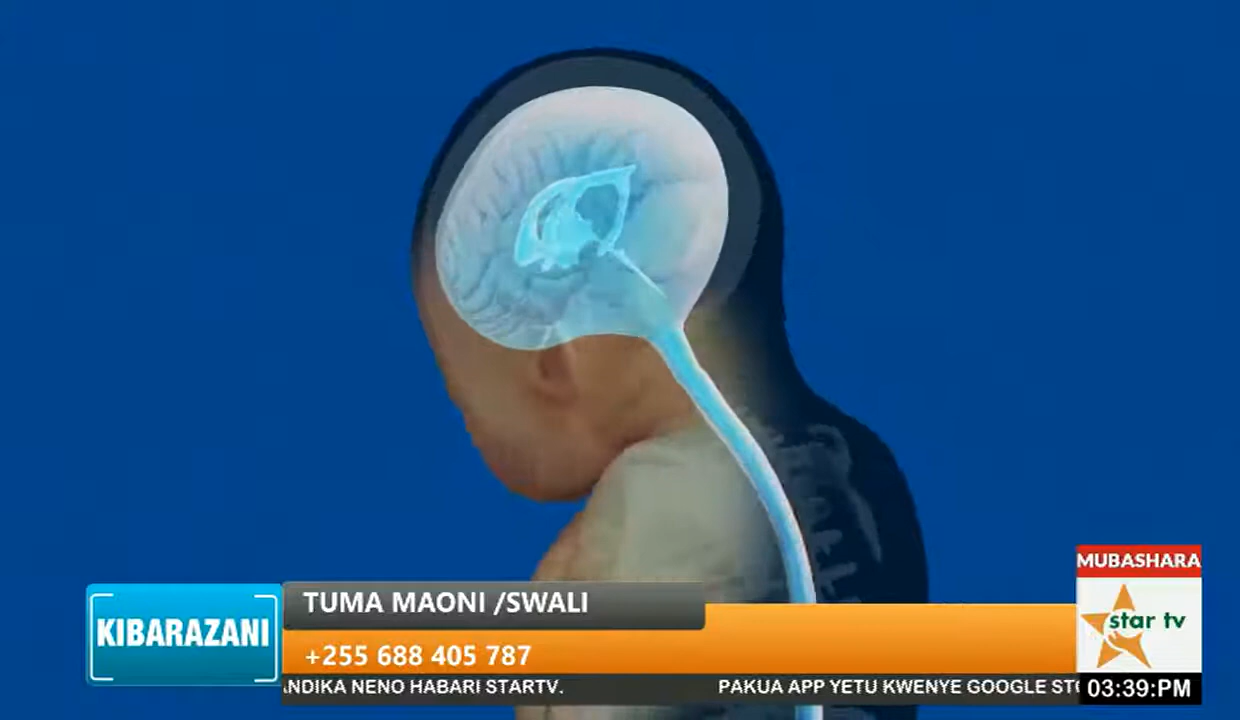 MUBASHARA
star tv
KIBARAZANI
TUMA MAONI /SWALI
+255 688 405 787
NENO HABARI STARTV.
PAKUA APP YETU KWENYE GOOGLE
03:39:PM